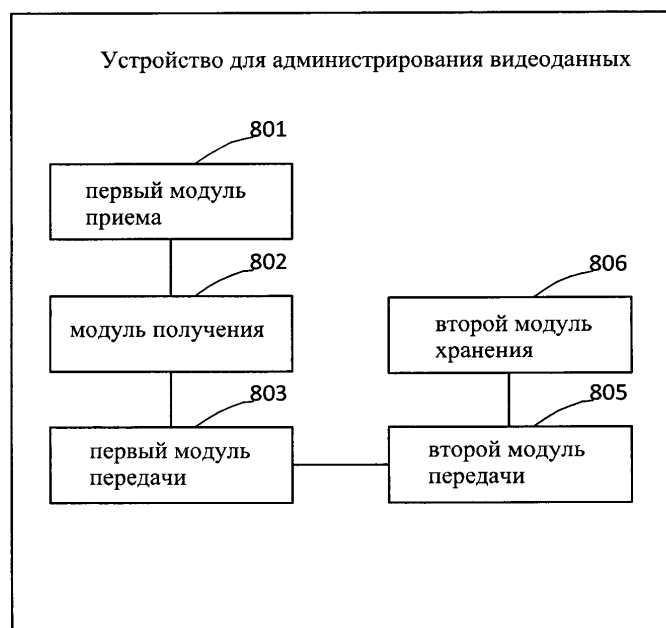 Устройство для администрирования видеоданных
801
первый модуль
приема
802
модуль получения
806
второй модуль
хранения
803
первый модуль
передачи
805
второй модуль
передачи